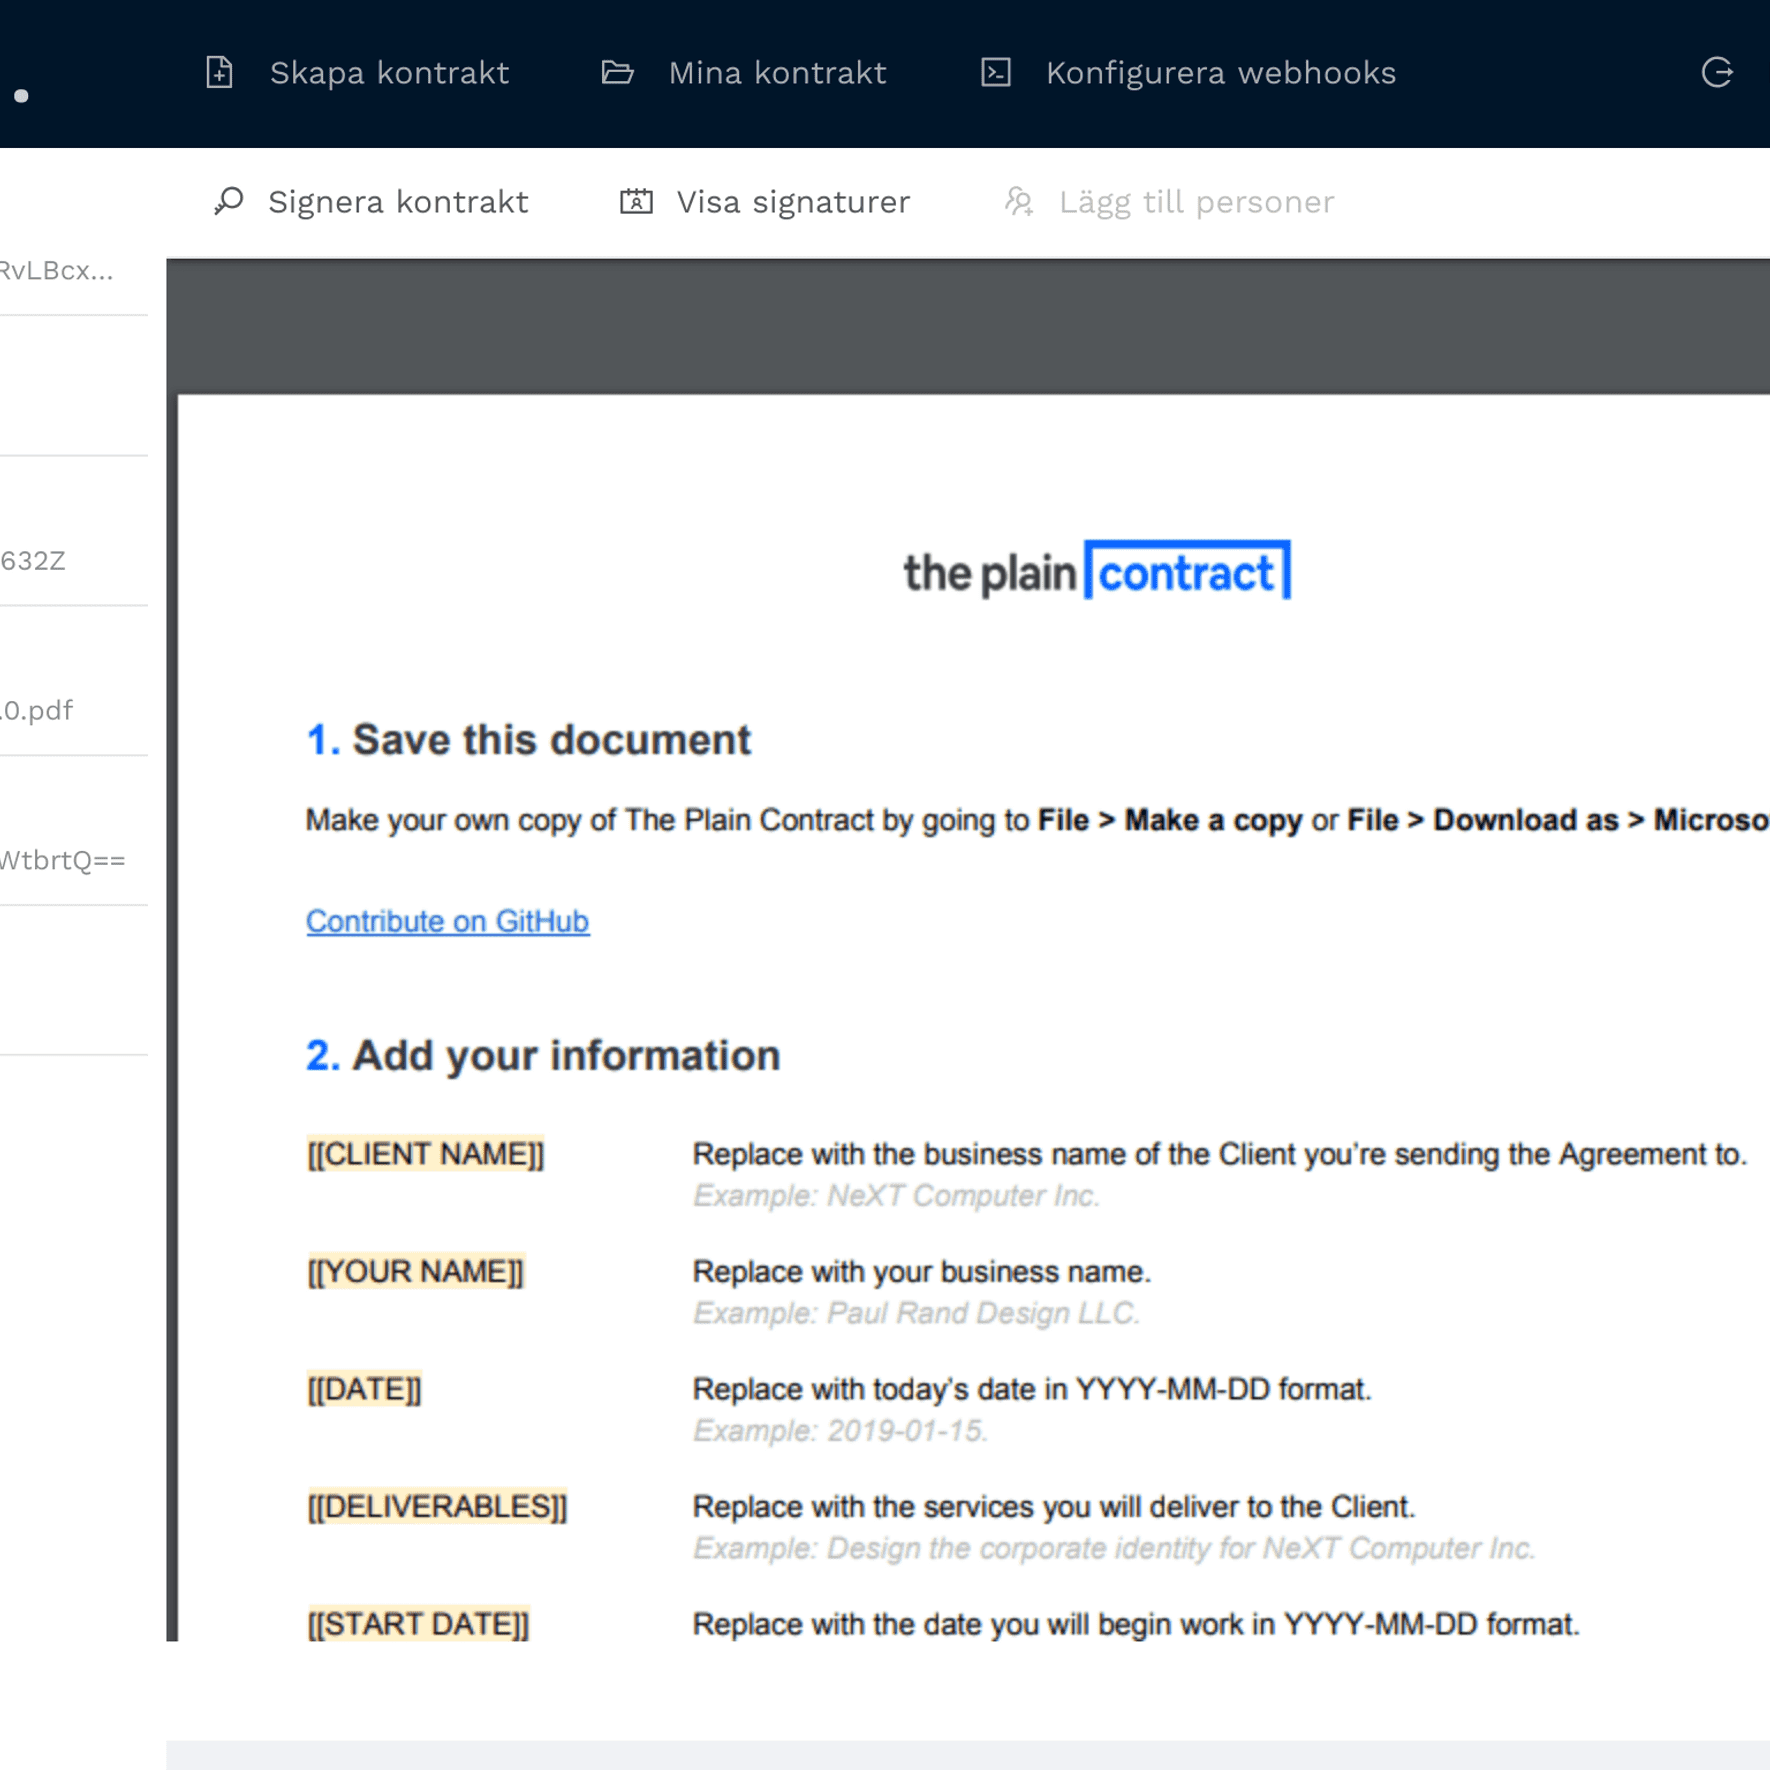 Skapa kontrakt Mina kontrakt Konfigurera webhooks
Signera kontrakt Visa signaturer Lägg till personer
RvLBcx...
632Z
.0.pdf
WtbrtQ==
the plain contract
1. Save this document
Make your own copy of The Plain Contract by going to File > Make a copy or File > Download as > Microso
Contribute on GitHub
2. Add your information
[[CLIENT NAME]] Replace with the business name of the Client you're sending the Agreement to.
Example: NeXT Computer Inc.
[[YOUR NAME]] Replace with your business name.
Example: Paul Rand Design LLC.
[[DATE]] Replace with today's date in YYYY-MM-DD format.
Example: 2019-01-15.
[[DELIVERABLES]] Replace with the services you will deliver to the Client.
Example: Design the corporate identity for NeXT Computer Inc.
[[START DATE]] Replace with the date you will begin work in YYYY-MM-DD format.